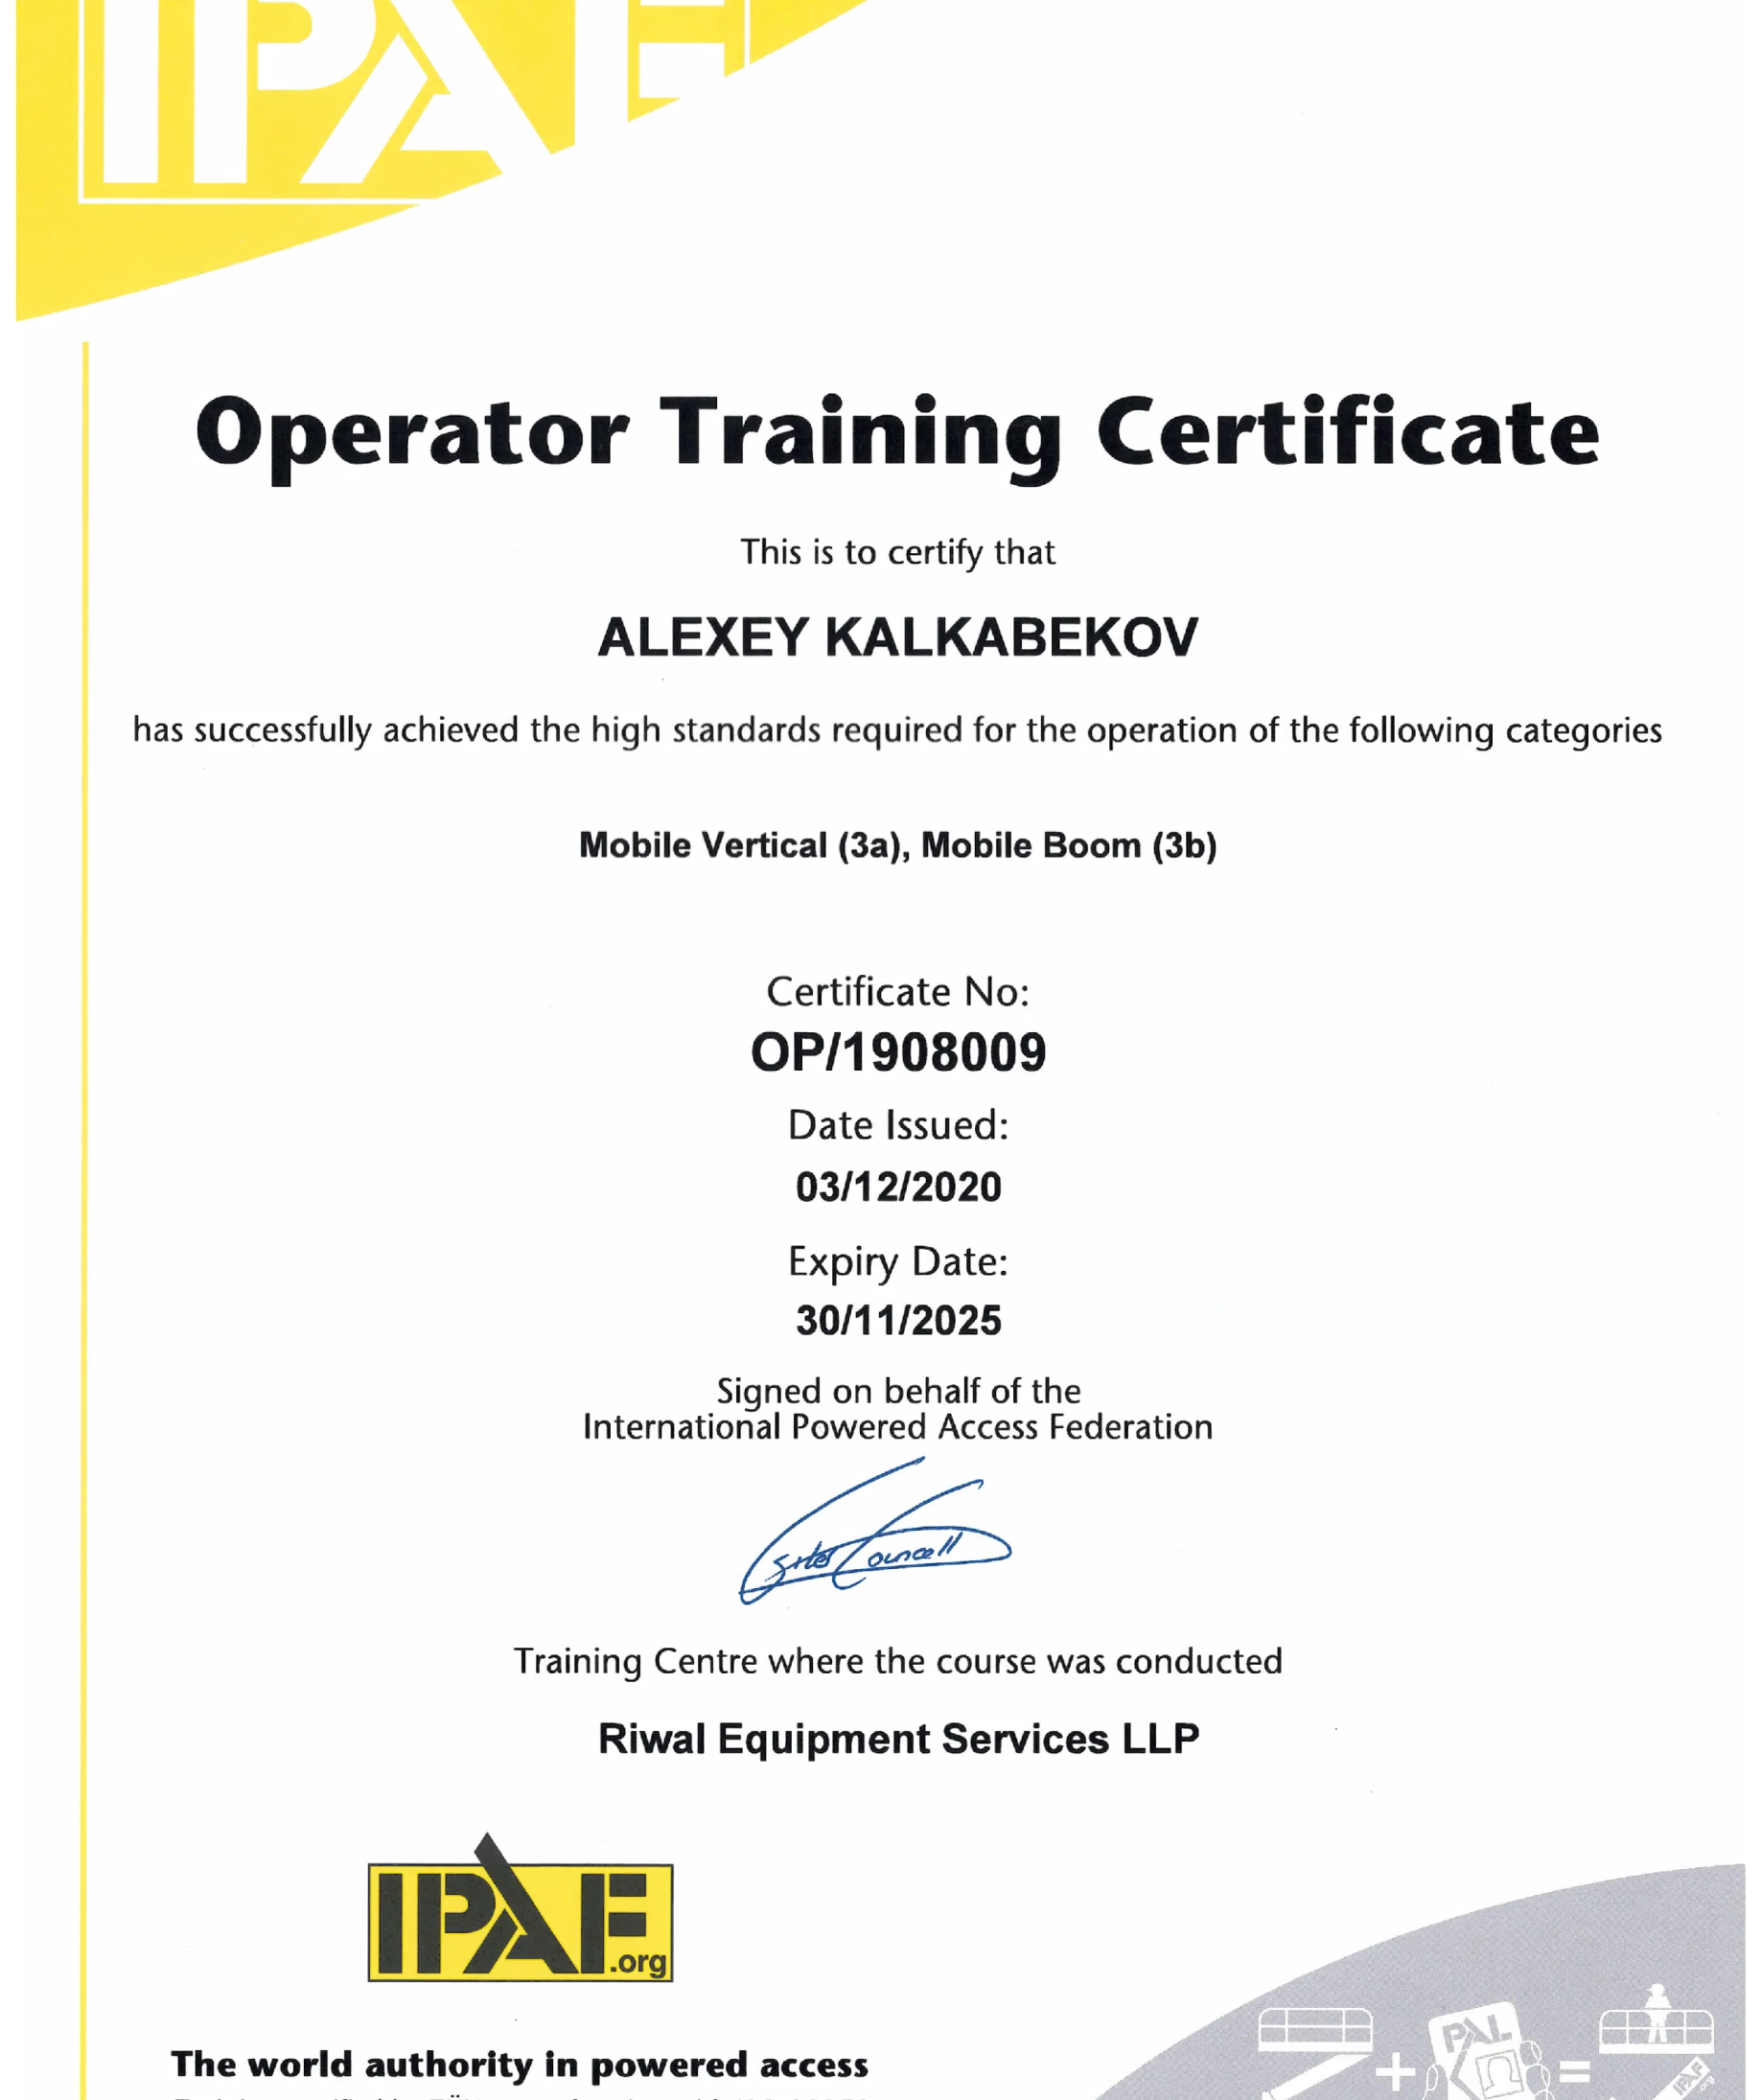 IPAF
Operator Training Certificate
This is to certify that
ALEXEY KALKABEKOV
has successfully achieved the high standards required for the operation of the following categories
Mobile Vertical (3a), Mobile Boom (3b)
Certificate No:
OP/1908009
Date Issued:
03/12/2020
Expiry Date:
30/11/2025
Signed on behalf of the
International Powered Access Federation
Training Centre where the course was conducted
Riwal Equipment Services LLP
IPAF
.org
PAL
+
=
IPAF
.org
The world authority in powered access